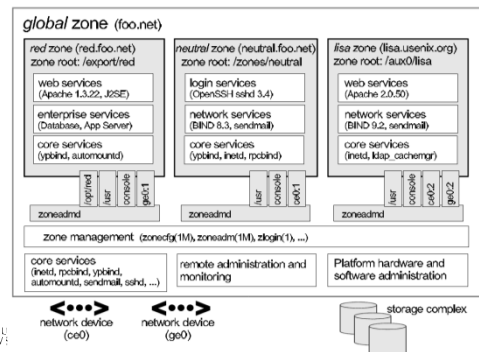 global zone (foo.net)
red zone (red.foo.net)
zone root: /export/red
web services
(Apache 1.3.22, J2SE)
enterprise services
(Database, App Server)
core services
(ypbind, automountd)
/opt/red
/usr
console
ge0:1
zoneadmd
neutral zone (neutral.foo.net)
zone root: /zones/neutral
login services
(OpenSSH sshd 3.4)
network services
(BIND 8.3, sendmail)
core services
(ypbind, inetd, rpcbind)
/usr
console
ce0:1
zoneadmd
lisa zone (lisa.usenix.org)
zone root: /aux0/lisa
web services
(Apache 2.0.50)
network services
(BIND 9.2, sendmail)
core services
(inetd, ldap_cachemgr)
/usr
console
ce0:2
ge0:2
zoneadmd
zone management (zonecfg(1M), zoneadm(1M), zlogin(1), ...)
core services
(inetd, rpcbind, ypbind,
automountd, sendmail, sshd, ...)
remote administration and
monitoring
Platform hardware and
software administration
network device
(ce0)
network device
(ge0)
storage complex